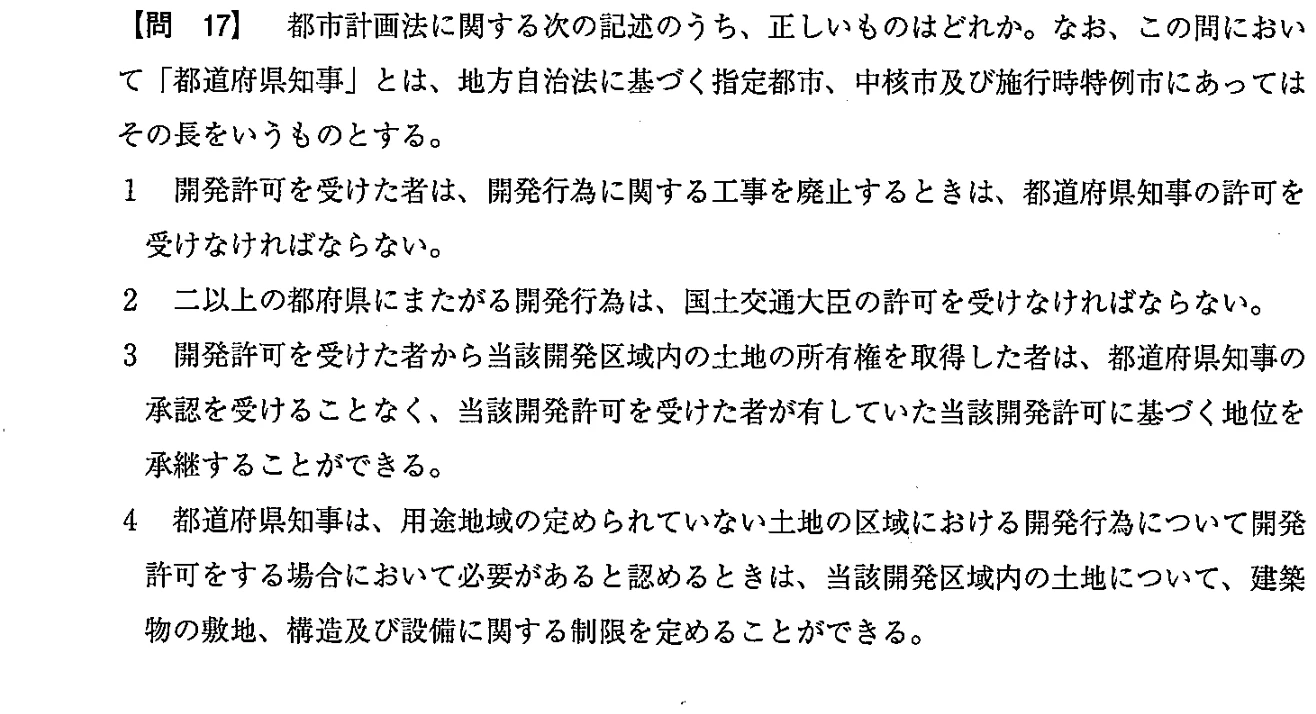 【問　17】　都市計画法に関する次の記述のうち、正しいものはどれか。なお、この問におい
て「都道府県知事」とは、地方自治法に基づく指定都市、中核市及び施行時特例市にあっては
その長をいうものとする。
1　開発許可を受けた者は、開発行為に関する工事を廃止するときは、都道府県知事の許可を
受けなければならない。
2　二以上の都府県にまたがる開発行為は、国土交通大臣の許可を受けなければならない。
3　開発許可を受けた者から当該開発区域内の土地の所有権を取得した者は、都道府県知事の
承認を受けることなく、当該開発許可を受けた者が有していた当該開発許可に基づく地位を
承継することができる。
4　都道府県知事は、用途地域の定められていない土地の区域における開発行為について開発
許可をする場合において必要があると認めるときは、当該開発区域内の土地について、建築
物の敷地、構造及び設備に関する制限を定めることができる。